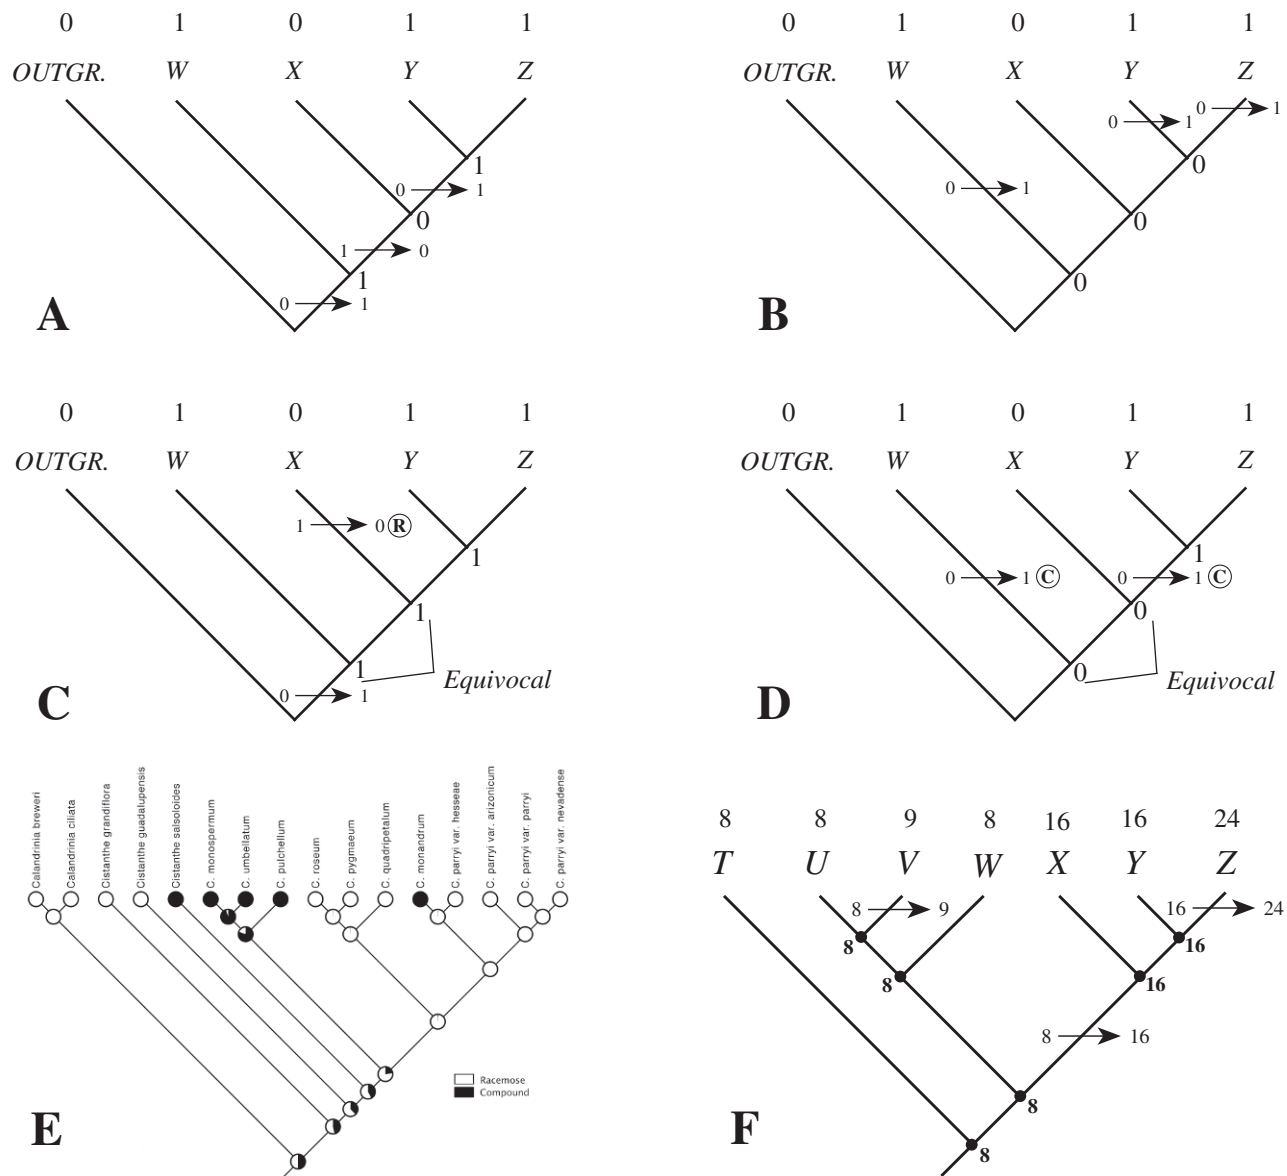 0 1 0 1 1
OUTGR. W X Y Z
1
0 1
0
1 0
1
0 1
A
0 1 0 1 1
OUTGR. W X Y Z
0 1
0 1
0
0 1
0
0
B
0 1 0 1 1
OUTGR. W X Y Z
1 0 R
1
1
1
Equivocal
0 1
C
0 1 0 1 1
OUTGR. W X Y Z
1
0 1 C
0 1 C
0
0
Equivocal
D
Calandrinia breweri
Calandrinia ciliata
Cistanthe grandiflora
Cistanthe guadalupensis
Cistanthe salsoloides
C. monospermum
C. umbellatum
C. pulchellum
C. roseum
C. pygmaeum
C. quadripetalum
C. monandrum
C. parryi var. hesseae
C. parryi var. arizonicum
C. parryi var. parryi
C. parryi var. nevadense
Racemose
Compound
E
8 8 9 8 16 16 24
T U V W X Y Z
8 9
16 24
8
16
8
16
8 16
8
8
F